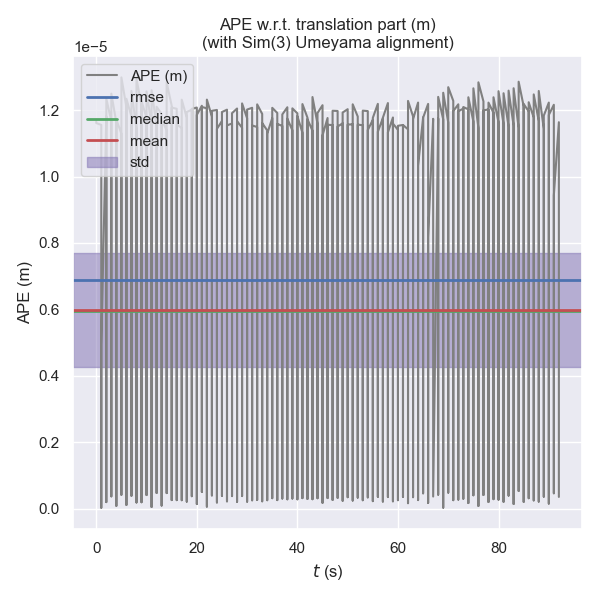 APE w.r.t. translation part (m)
(with Sim(3) Umeyama alignment)
1e−5
APE (m)
rmse
median
mean
std
1.2
1.0
0.8
0.6
0.4
0.2
0.0
APE (m)
0 20 40 60 80
t (s)